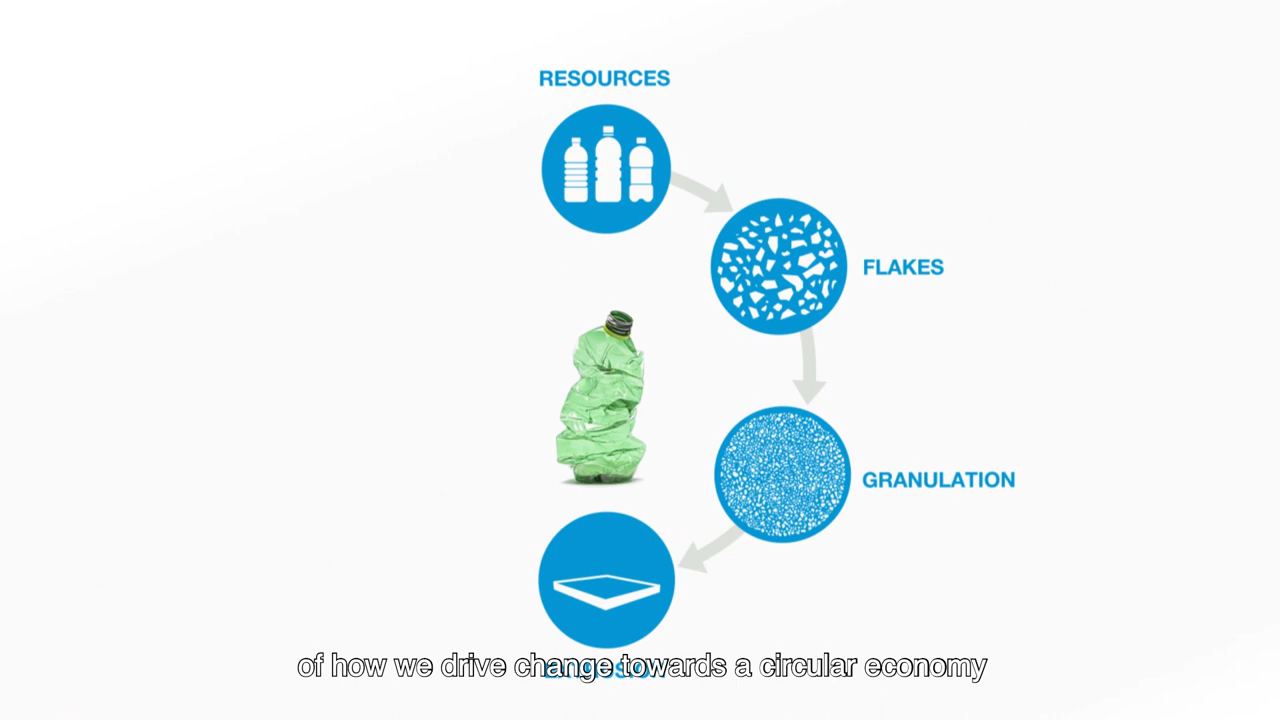 RESOURCES
FLAKES
GRANULATION
of how we drive change towards a circular economy